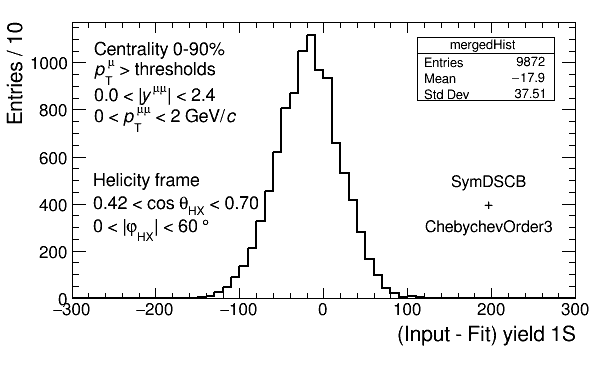 Entries / 10
Centrality 0-90%
p_T^μ > thresholds
0.0 < |y^μμ| < 2.4
0 < p_T^μμ < 2 GeV/c
mergedHist
Entries 9872
Mean −17.9
Std Dev 37.51
Helicity frame
0.42 < cos θ_HX < 0.70
0 < |φ_HX| < 60 °
SymDSCB
+
ChebychevOrder3
1000
800
600
400
200
0
−300 −200 −100 0 100 200 300
(Input - Fit) yield 1S